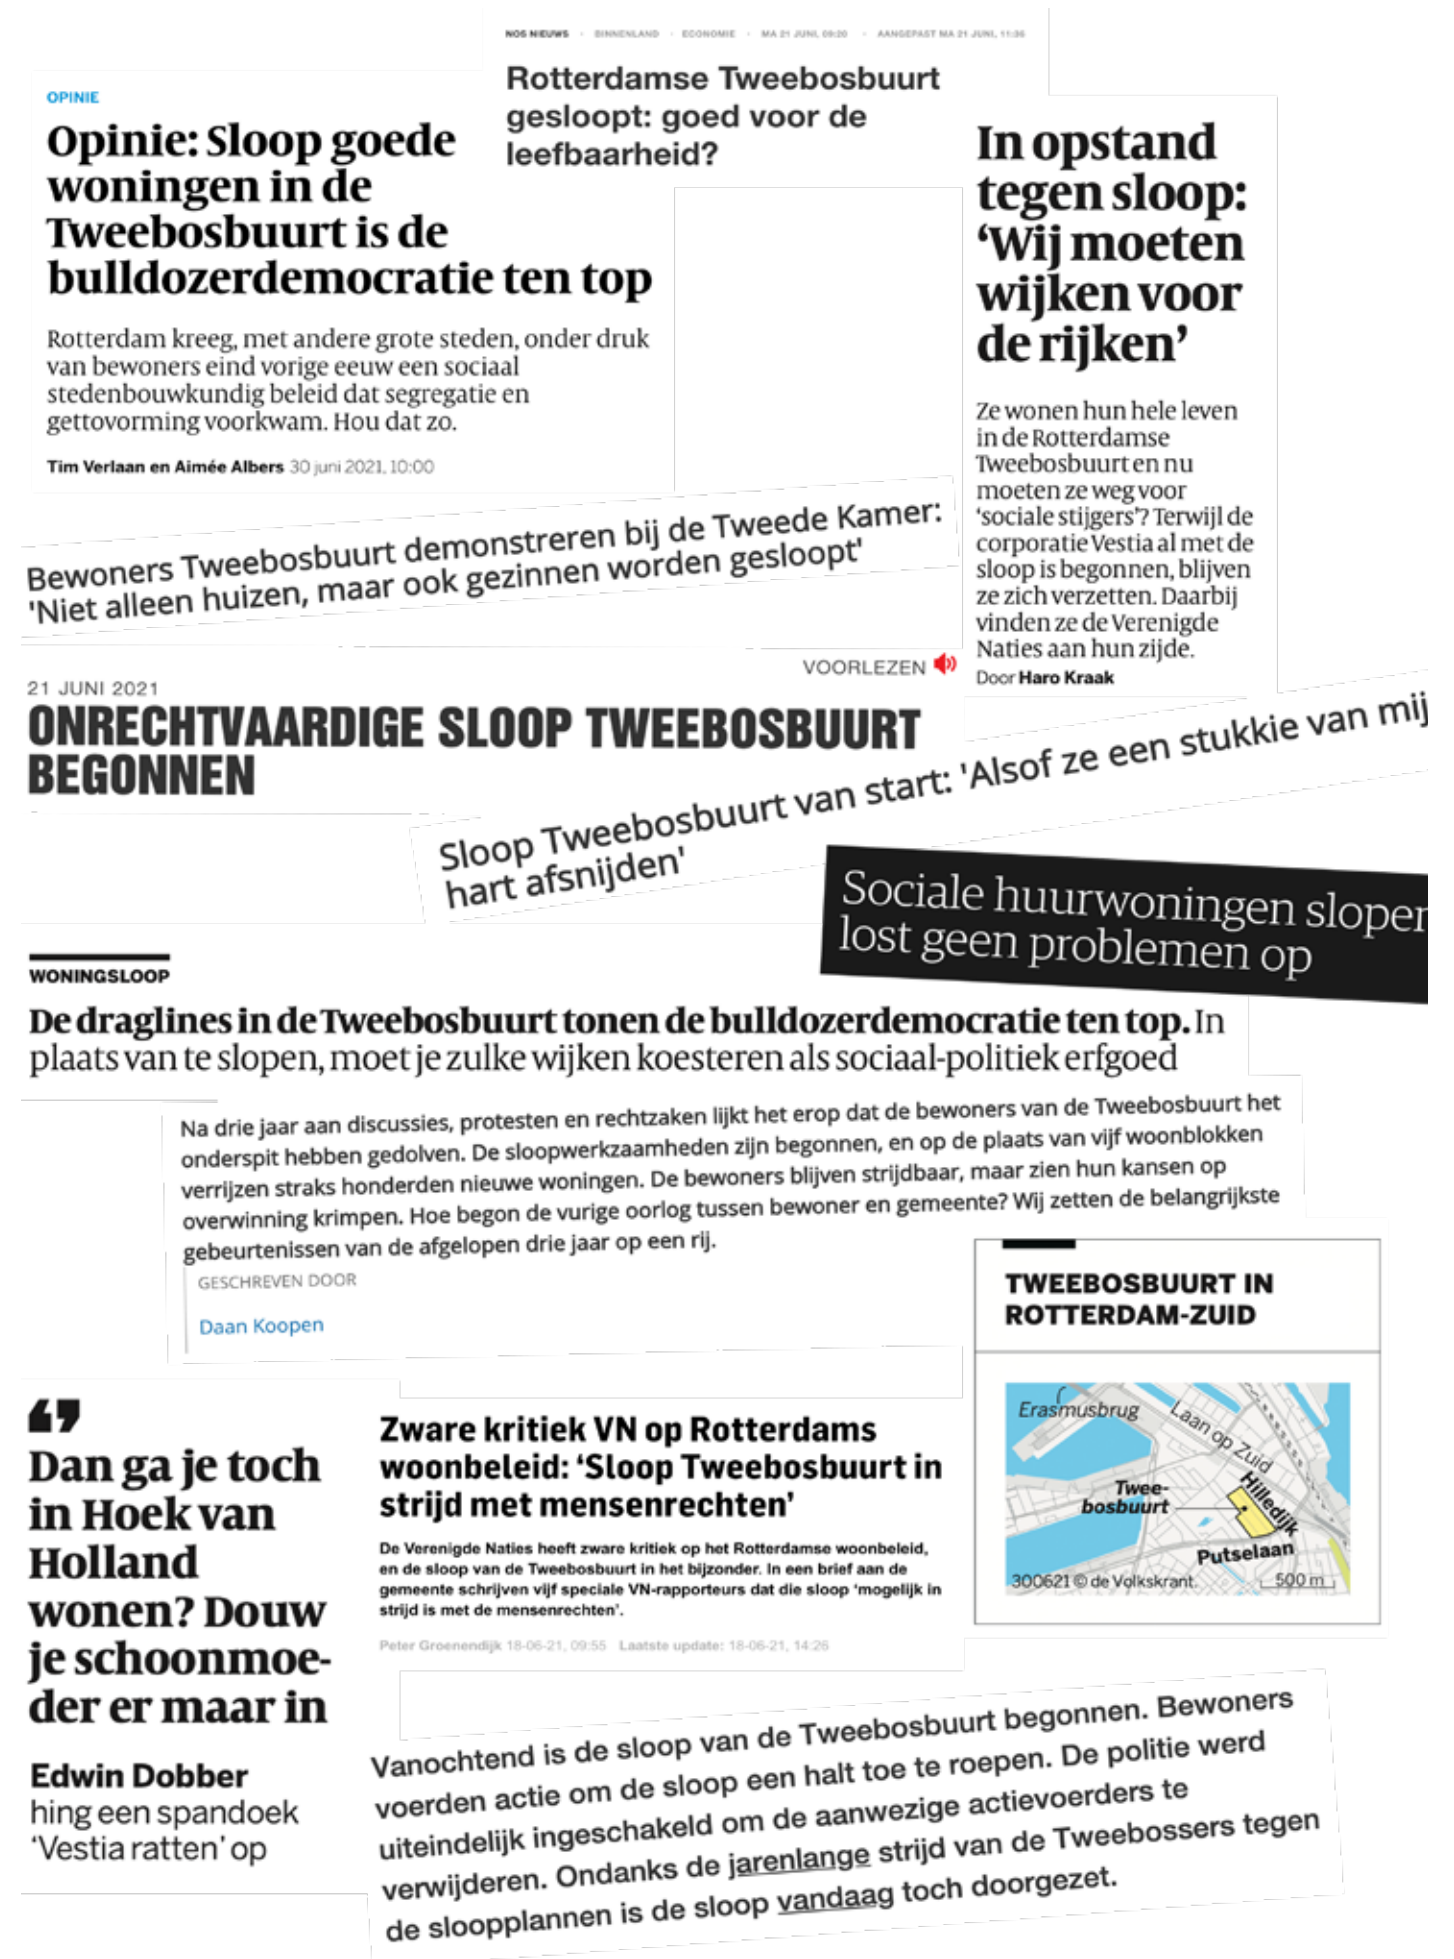 NOS NIEUWS • BINNENLAND • ECONOMIE • MA 21 JUNI, 09:20 • AANGEPAST MA 21 JUNI, 11:36
Rotterdamse Tweebosbuurt
gesloopt: goed voor de
leefbaarheid?
OPINIE
Opinie: Sloop goede
woningen in de
Tweebosbuurt is de
bulldozerdemocratie ten top
Rotterdam kreeg, met andere grote steden, onder druk
van bewoners eind vorige eeuw een sociaal
stedenbouwkundig beleid dat segregatie en
gettovorming voorkwam. Hou dat zo.
Tim Verlaan en Aimée Albers 30 juni 2021, 10:00
In opstand
tegen sloop:
‘Wij moeten
wijken voor
de rijken’
Ze wonen hun hele leven
in de Rotterdamse
Tweebosbuurt en nu
moeten ze weg voor
‘sociale stijgers’? Terwijl de
corporatie Vestia al met de
sloop is begonnen, blijven
ze zich verzetten. Daarbij
vinden ze de Verenigde
Naties aan hun zijde.
Door Haro Kraak
Bewoners Tweebosbuurt demonstreren bij de Tweede Kamer:
'Niet alleen huizen, maar ook gezinnen worden gesloopt'
VOORLEZEN
21 JUNI 2021
ONRECHTVAARDIGE SLOOP TWEEBOSBUURT
BEGONNEN
Sloop Tweebosbuurt van start: 'Alsof ze een stukkie van mij
hart afsnijden'
Sociale huurwoningen slopen
lost geen problemen op
WONINGSLOOP
De draglines in de Tweebosbuurt tonen de bulldozerdemocratie ten top. In
plaats van te slopen, moet je zulke wijken koesteren als sociaal-politiek erfgoed
Na drie jaar aan discussies, protesten en rechtzaken lijkt het erop dat de bewoners van de Tweebosbuurt het
onderspit hebben gedolven. De sloopwerkzaamheden zijn begonnen, en op de plaats van vijf woonblokken
verrijzen straks honderden nieuwe woningen. De bewoners blijven strijdbaar, maar zien hun kansen op
overwinning krimpen. Hoe begon de vurige oorlog tussen bewoner en gemeente? Wij zetten de belangrijkste
gebeurtenissen van de afgelopen drie jaar op een rij.
GESCHREVEN DOOR
Daan Koopen
TWEEBOSBUURT IN
ROTTERDAM-ZUID
Erasmusbrug
Laan op Zuid
Twee-
bosbuurt
Hilledijk
Putselaan
300621 © de Volkskrant.
500 m
Dan ga je toch
in Hoek van
Holland
wonen? Douw
je schoonmoe-
der er maar in
Edwin Dobber
hing een spandoek
‘Vestia ratten’ op
Zware kritiek VN op Rotterdams
woonbeleid: ‘Sloop Tweebosbuurt in
strijd met mensenrechten’
De Verenigde Naties heeft zware kritiek op het Rotterdamse woonbeleid,
en de sloop van de Tweebosbuurt in het bijzonder. In een brief aan de
gemeente schrijven vijf speciale VN-rapporteurs dat die sloop ‘mogelijk in
strijd is met de mensenrechten’.
Peter Groenendijk 18-06-21, 09:55 Laatste update: 18-06-21, 14:26
Vanochtend is de sloop van de Tweebosbuurt begonnen. Bewoners
voerden actie om de sloop een halt toe te roepen. De politie werd
uiteindelijk ingeschakeld om de aanwezige actievoerders te
verwijderen. Ondanks de jarenlange strijd van de Tweebossers tegen
de sloopplannen is de sloop vandaag toch doorgezet.